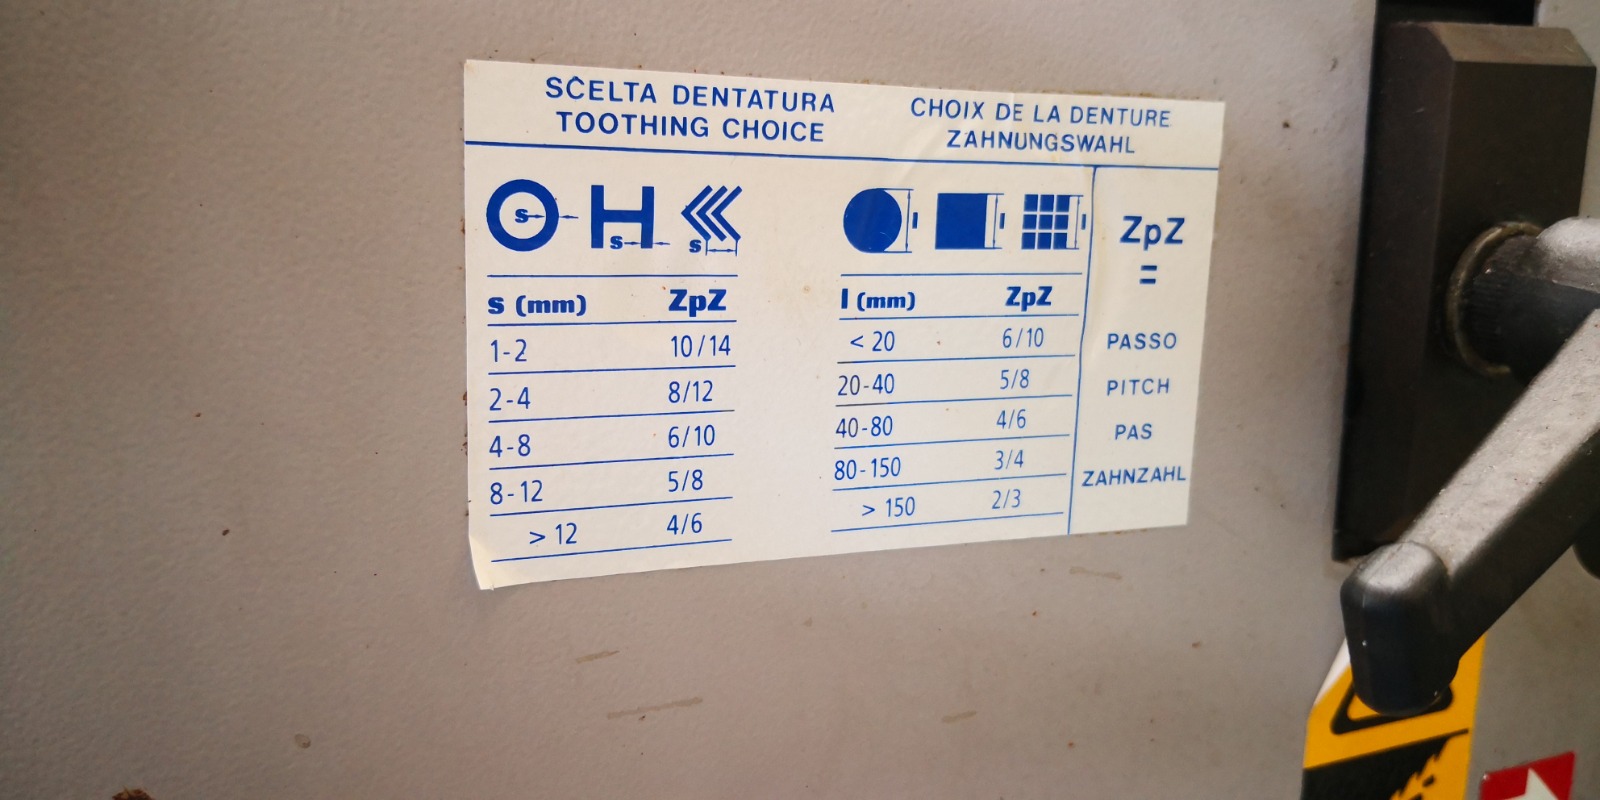 SCELTA DENTATURA
TOOTHING CHOICE
CHOIX DE LA DENTURE
ZAHNUNGSWAHL
s
s
s
l
l
l
s (mm) ZpZ
1-2 10/14
2-4 8/12
4-8 6/10
8-12 5/8
> 12 4/6
l (mm) ZpZ
< 20 6/10
20-40 5/8
40-80 4/6
80-150 3/4
> 150 2/3
ZpZ
=
PASSO
PITCH
PAS
ZAHNZAHL